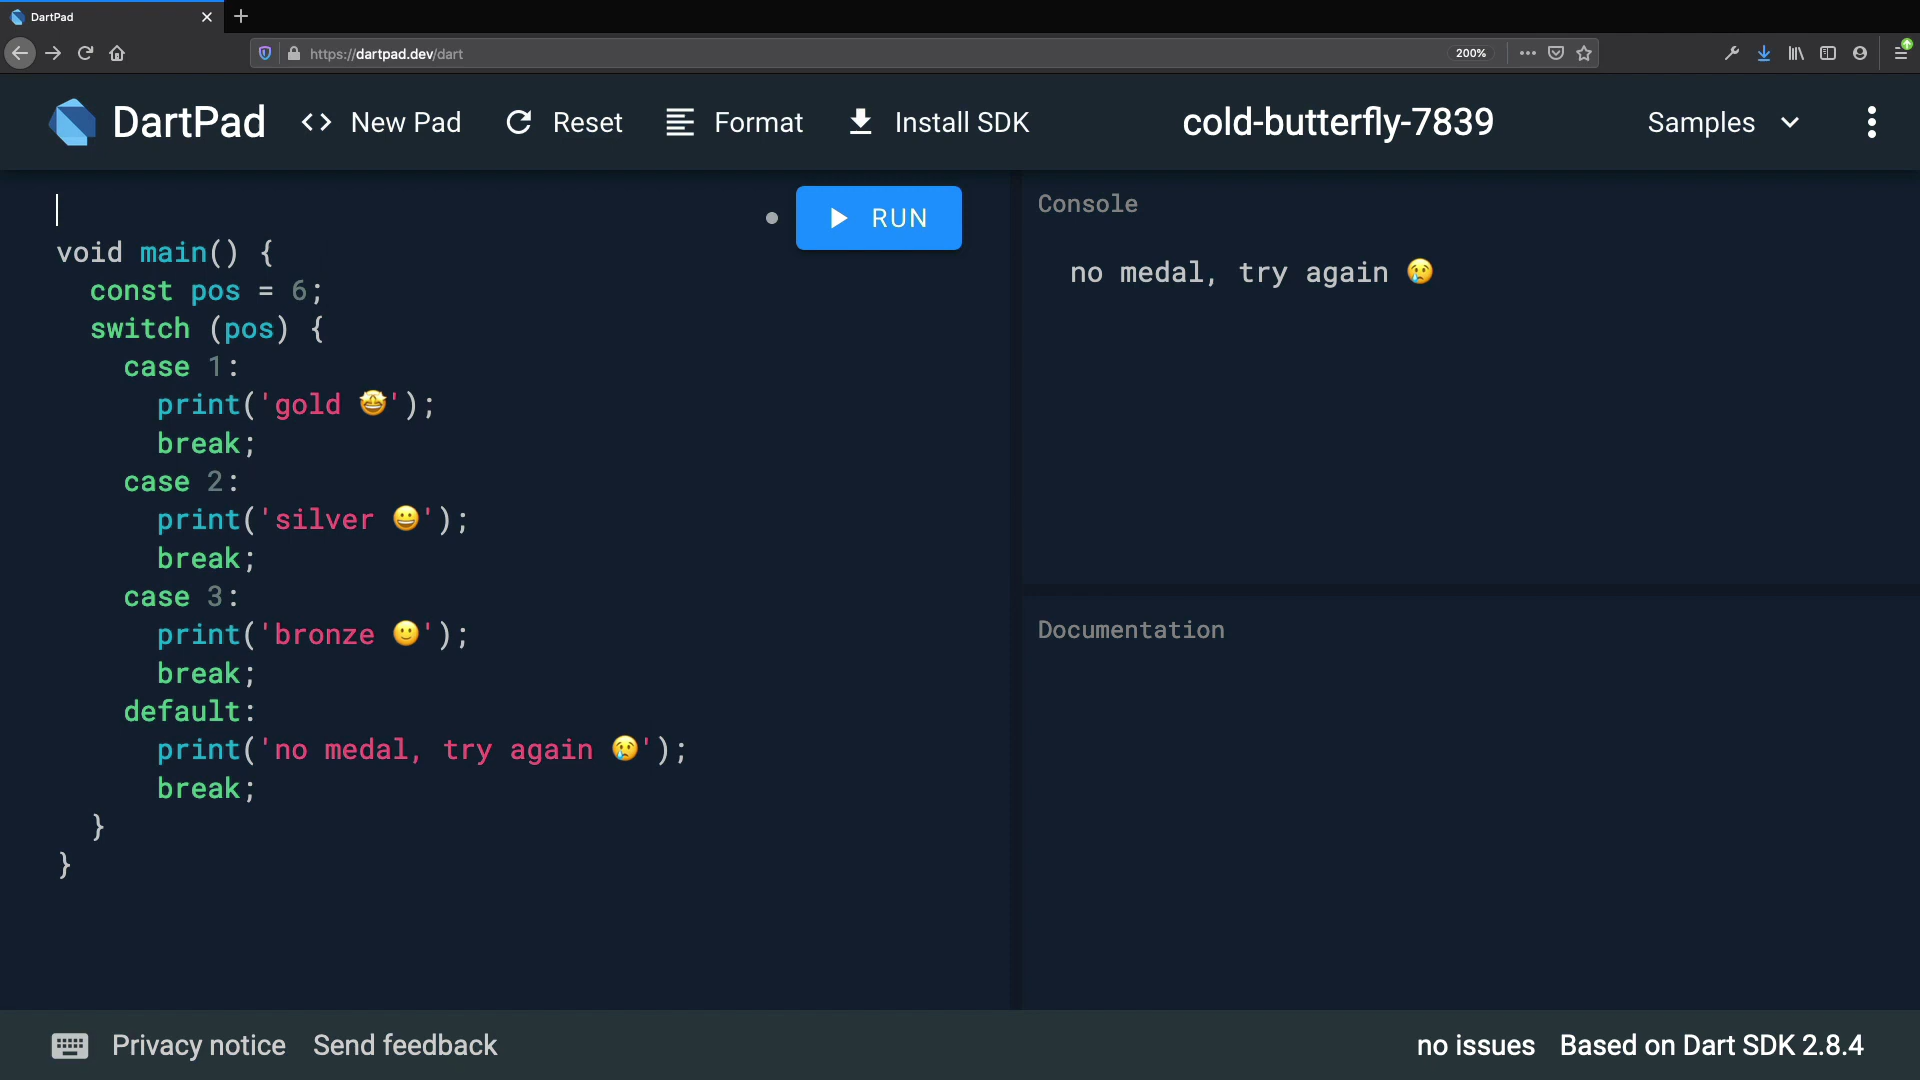 DartPad
https://dartpad.dev/dart
200%
DartPad
New Pad
Reset
Format
Install SDK
cold-butterfly-7839
Samples
RUN
void main() {
  const pos = 6;
  switch (pos) {
    case 1:
      print('gold 🤩');
      break;
    case 2:
      print('silver 😀');
      break;
    case 3:
      print('bronze 🙂');
      break;
    default:
      print('no medal, try again 😢');
      break;
  }
}
Console
no medal, try again 😢
Documentation
Privacy notice
Send feedback
no issues
Based on Dart SDK 2.8.4